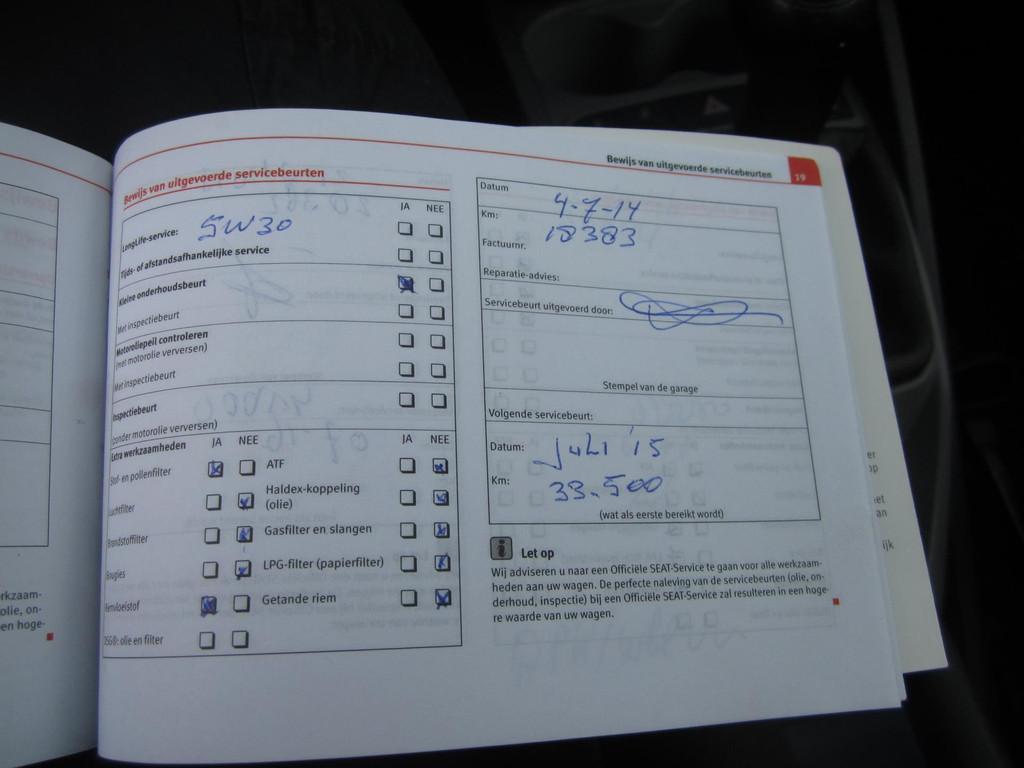 Bewijs van uitgevoerde servicebeurten
JA NEE
LongLife-service: 5W30
Tijds- of afstandsafhankelijke service
Kleine onderhoudsbeurt
Met inspectiebeurt
Motoroliepeil controleren
(met motorolie verversen)
Met inspectiebeurt
Inspectiebeurt
(zonder motorolie verversen)
Extra werkzaamheden JA NEE JA NEE
Stof- en pollenfilter ATF
Luchtfilter Haldex-koppeling
(olie)
Brandstoffilter Gasfilter en slangen
Bougies LPG-filter (papierfilter)
Remvloeistof Getande riem
DSG®: olie en filter
Bewijs van uitgevoerde servicebeurten 19
Datum 4-7-14
Km: 18383
Factuurnr.
Reparatie-advies:
Servicebeurt uitgevoerd door:
Stempel van de garage
Volgende servicebeurt:
Datum: Juli '15
Km: 33.500
(wat als eerste bereikt wordt)
i Let op
Wij adviseren u naar een Officiële SEAT-Service te gaan voor alle werkzaam-
heden aan uw wagen. De perfecte naleving van de servicebeurten (olie, on-
derhoud, inspectie) bij een Officiële SEAT-Service zal resulteren in een hoge-
re waarde van uw wagen.